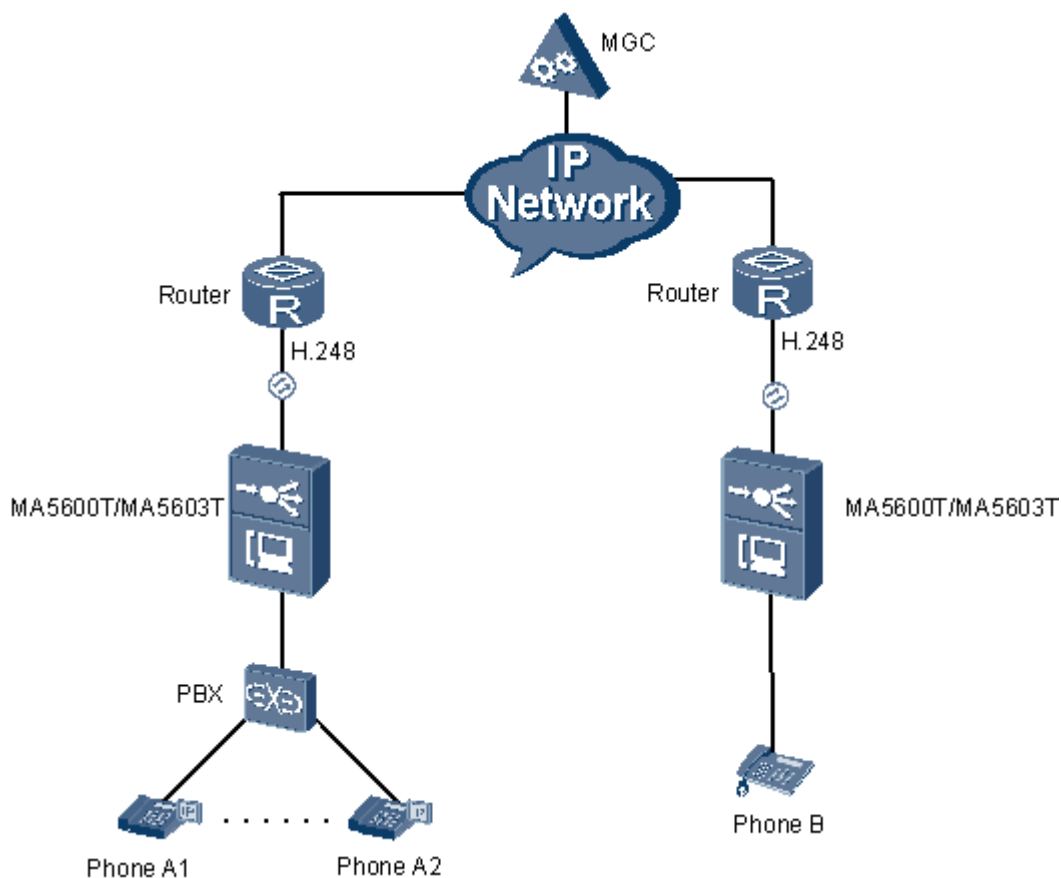 MGC
IP
Network
Router
R
H.248
Router
R
H.248
MA5600T/MA5603T
MA5600T/MA5603T
PBX
Phone A1
. . . . . .
Phone A2
Phone B